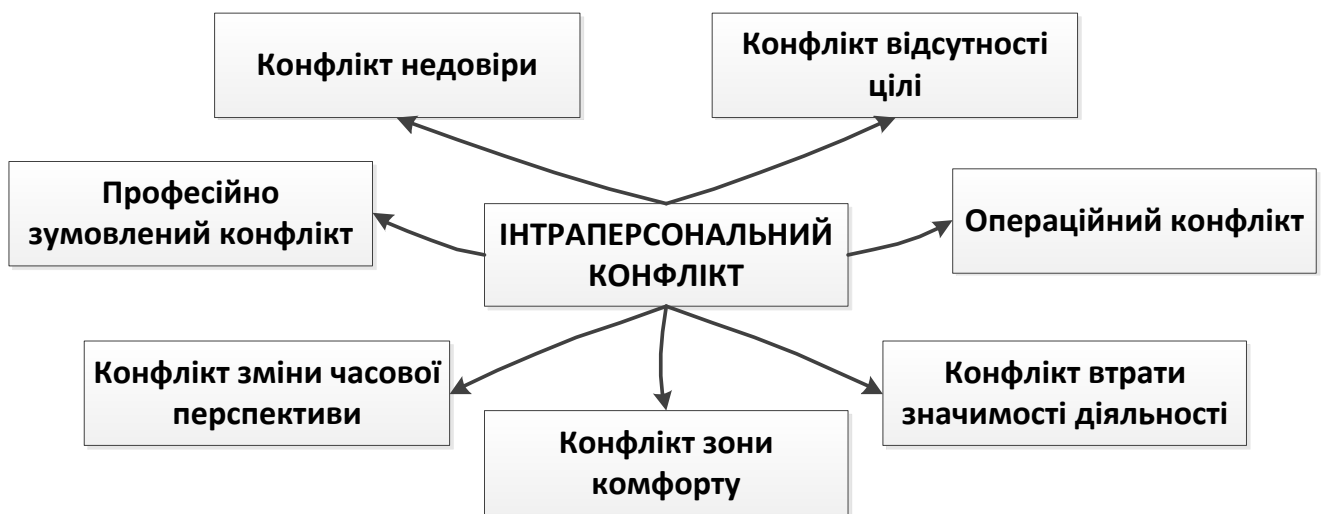 Конфлікт недовіри
Конфлікт відсутності
цілі
Професійно
зумовлений конфлікт
ІНТРАПЕРСОНАЛЬНИЙ
КОНФЛІКТ
Операційний конфлікт
Конфлікт зміни часової
перспективи
Конфлікт зони
комфорту
Конфлікт втрати
значимості діяльності